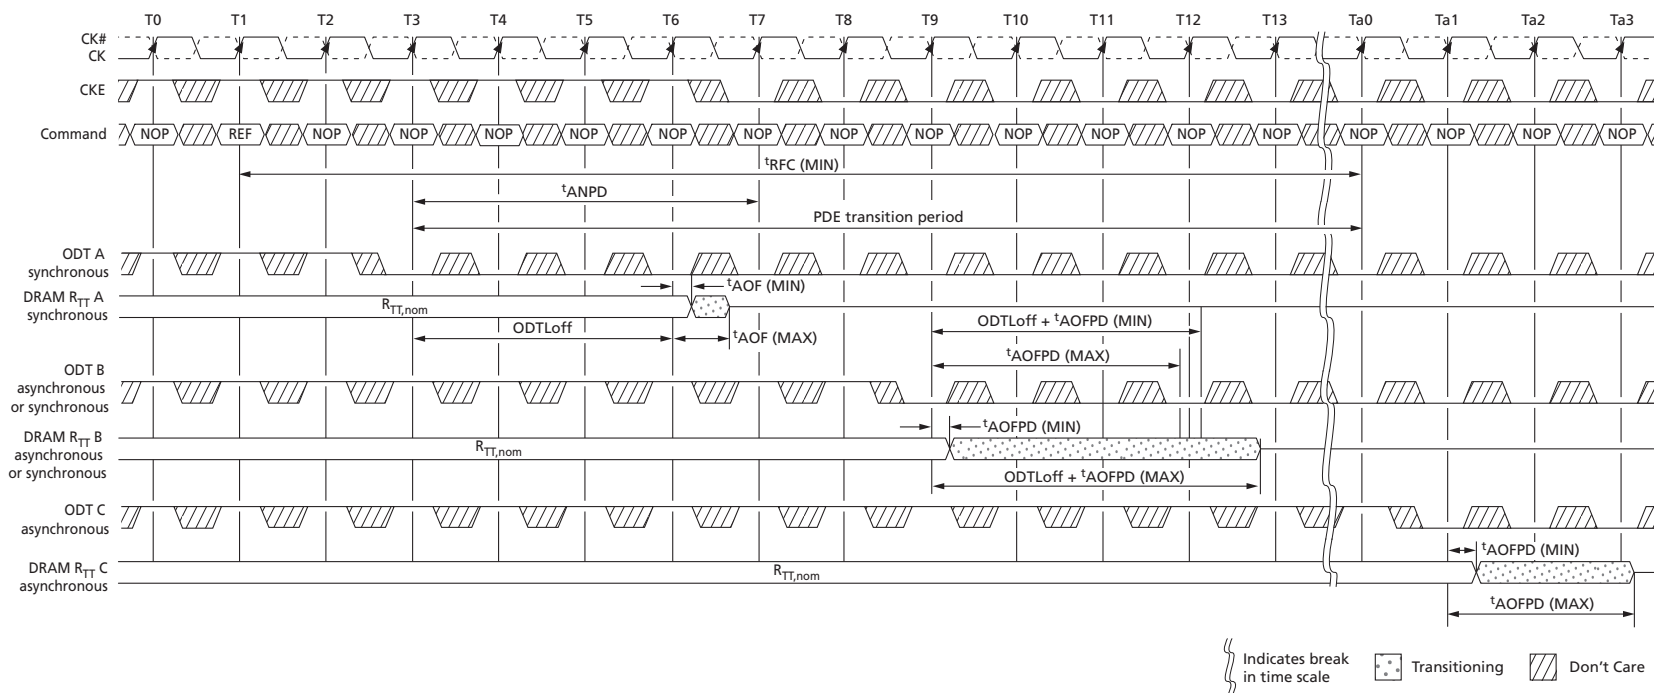 T0 T1 T2 T3 T4 T5 T6 T7 T8 T9 T10 T11 T12 T13 Ta0 Ta1 Ta2 Ta3
CK#
CK
CKE
Command NOP REF NOP NOP NOP NOP NOP NOP NOP NOP NOP NOP NOP NOP NOP NOP NOP NOP
tRFC (MIN)
tANPD
PDE transition period
ODT A
synchronous
tAOF (MIN)
DRAM RTT A
synchronous
RTT,nom
ODTLoff
tAOF (MAX)
ODTLoff + tAOFPD (MIN)
tAOFPD (MAX)
ODT B
asynchronous
or synchronous
tAOFPD (MIN)
DRAM RTT B
asynchronous
or synchronous
RTT,nom
ODTLoff + tAOFPD (MAX)
ODT C
asynchronous
tAOFPD (MIN)
DRAM RTT C
asynchronous
RTT,nom
tAOFPD (MAX)
Indicates break
in time scale
Transitioning
Don't Care